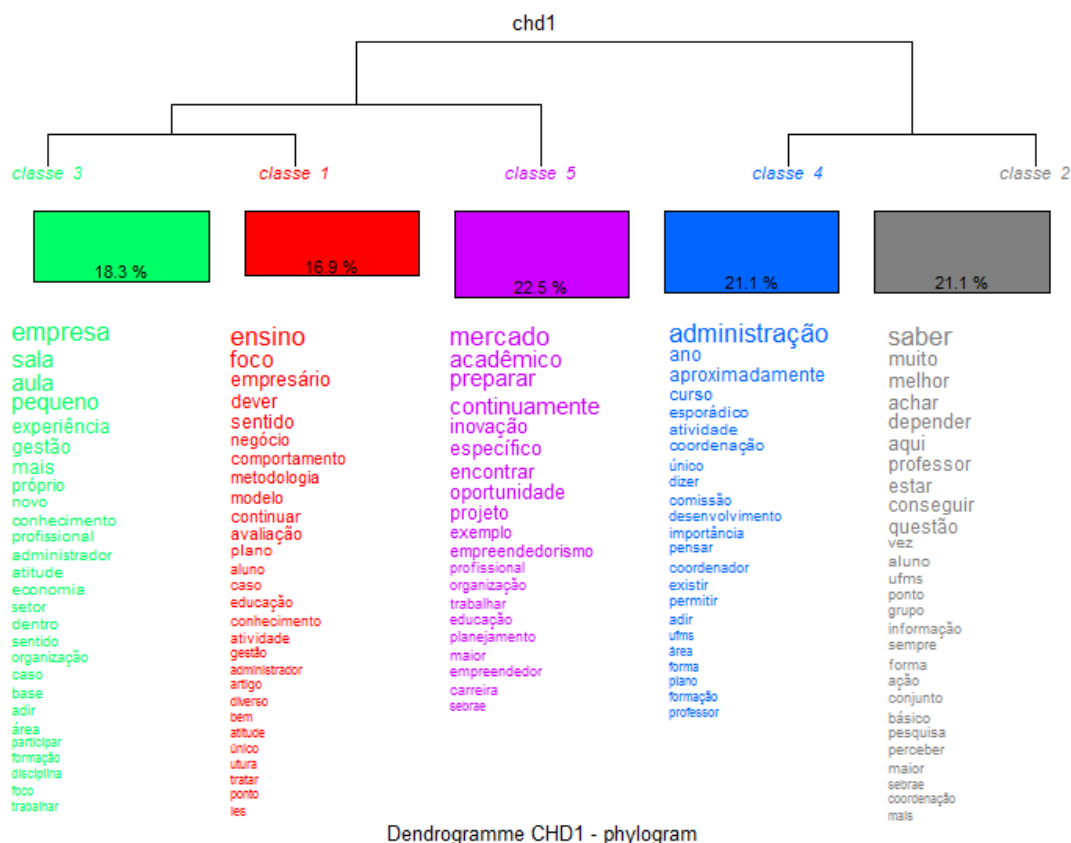 chd1
classe 3
classe 1
classe 5
classe 4
classe 2
18.3 %
16.9 %
22.5 %
21.1 %
21.1 %
empresa
sala
aula
pequeno
experiência
gestão
mais
próprio
novo
conhecimento
profissional
administrador
atitude
economia
setor
dentro
sentido
organização
caso
base
adir
área
participar
formação
disciplina
foco
trabalhar
ensino
foco
empresário
dever
sentido
negócio
comportamento
metodologia
modelo
continuar
avaliação
plano
aluno
caso
educação
conhecimento
atividade
gestão
administrador
artigo
diverso
bem
atitude
único
utura
tratar
ponto
ies
mercado
acadêmico
preparar
continuamente
inovação
específico
encontrar
oportunidade
projeto
exemplo
empreendedorismo
profissional
organização
trabalhar
educação
planejamento
maior
empreendedor
carreira
sebrae
administração
ano
aproximadamente
curso
esporádico
atividade
coordenação
único
dizer
comissão
desenvolvimento
importância
pensar
coordenador
existir
permitir
adir
ufms
área
forma
plano
formação
professor
saber
muito
melhor
achar
depender
aqui
professor
estar
conseguir
questão
vez
aluno
ufms
ponto
grupo
informação
sempre
forma
ação
conjunto
básico
pesquisa
perceber
maior
sebrae
coordenação
mais
Dendrogramme CHD1 - phylogram